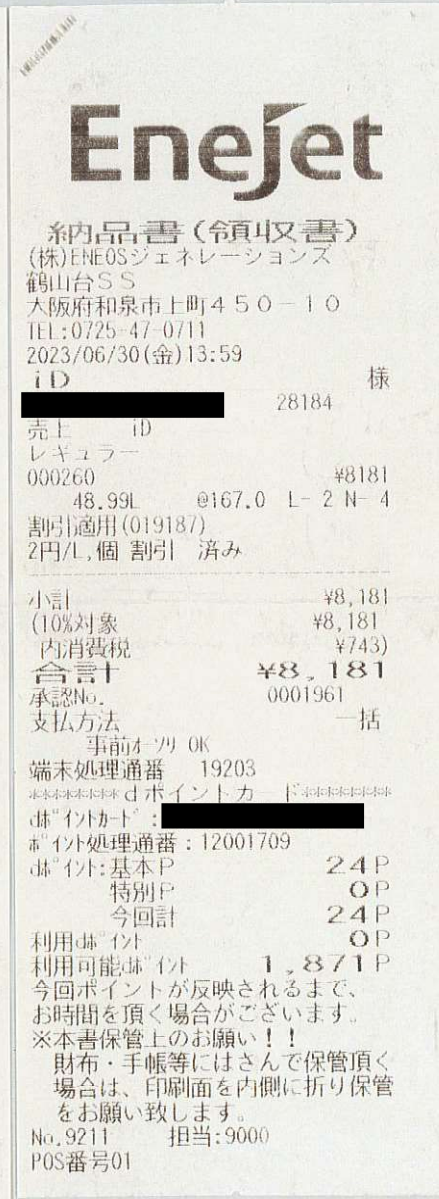 EneJet
納品書(領収書)
(株)ENEOSジェネレーションズ
鶴山台SS
大阪府和泉市上町450-10
TEL:0725-47-0711
2023/06/30(金)13:59
iD 様
28184
売上 iD
レギュラー
000260 ¥8181
48.99L @167.0 L- 2 N- 4
割引適用(019187)
2円/L,個 割引 済み
小計 ¥8,181
(10%対象 ¥8,181
内消費税 ¥743)
合計 ¥8,181
承認No. 0001961
支払方法 一括
事前オーソリ OK
端末処理通番 19203
********dポイントカード********
dポイントカード:
ポイント処理通番:12001709
dポイント:基本P 24P
特別P 0P
今回計 24P
利用dポイント 0P
利用可能dポイント 1,871P
今回ポイントが反映されるまで、
お時間を頂く場合がございます。
※本書保管上のお願い!!
財布・手帳等にはさんで保管頂く
場合は、印刷面を内側に折り保管
をお願い致します。
No.9211 担当:9000
POS番号01